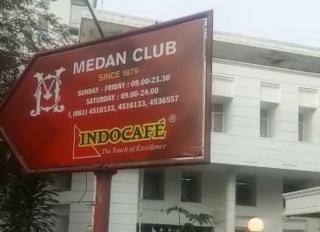 MEDAN CLUB
SINCE 1879
SUNDAY - FRIDAY : 09.00-23.30
SATURDAY : 09.00-24.00
(061) 4510133, 4516133, 4536557
INDOCAFÉ ®
The Touch of Excellence